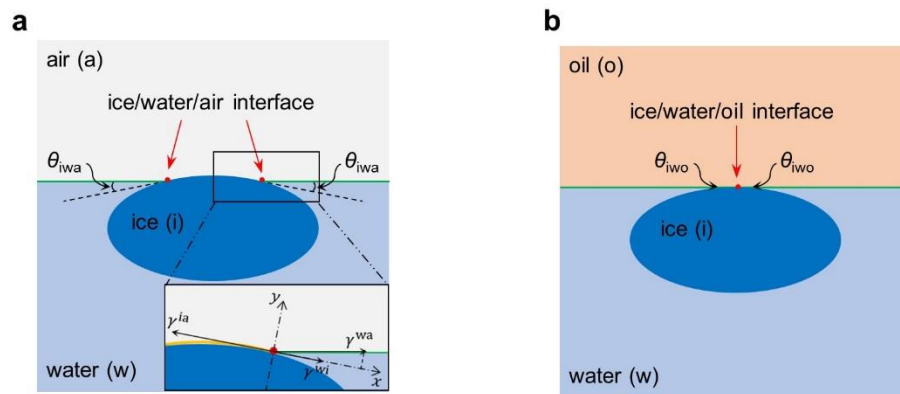 a
air (a)
ice/water/air interface
θiwa
θiwa
ice (i)
y
γia
γwa
γwi
x
water (w)
b
oil (o)
ice/water/oil interface
θiwo
θiwo
ice (i)
water (w)